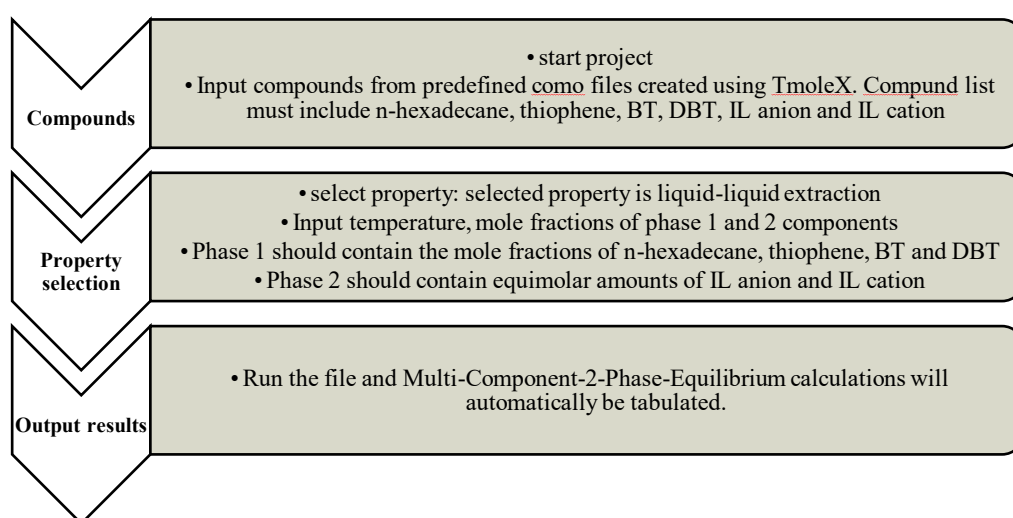 Compounds
• start project
• Input compounds from predefined como files created using TmoleX. Compund list
must include n-hexadecane, thiophene, BT, DBT, IL anion and IL cation
Property
selection
• select property: selected property is liquid-liquid extraction
• Input temperature, mole fractions of phase 1 and 2 components
• Phase 1 should contain the mole fractions of n-hexadecane, thiophene, BT and DBT
• Phase 2 should contain equimolar amounts of IL anion and IL cation
Output results
• Run the file and Multi-Component-2-Phase-Equilibrium calculations will
automatically be tabulated.